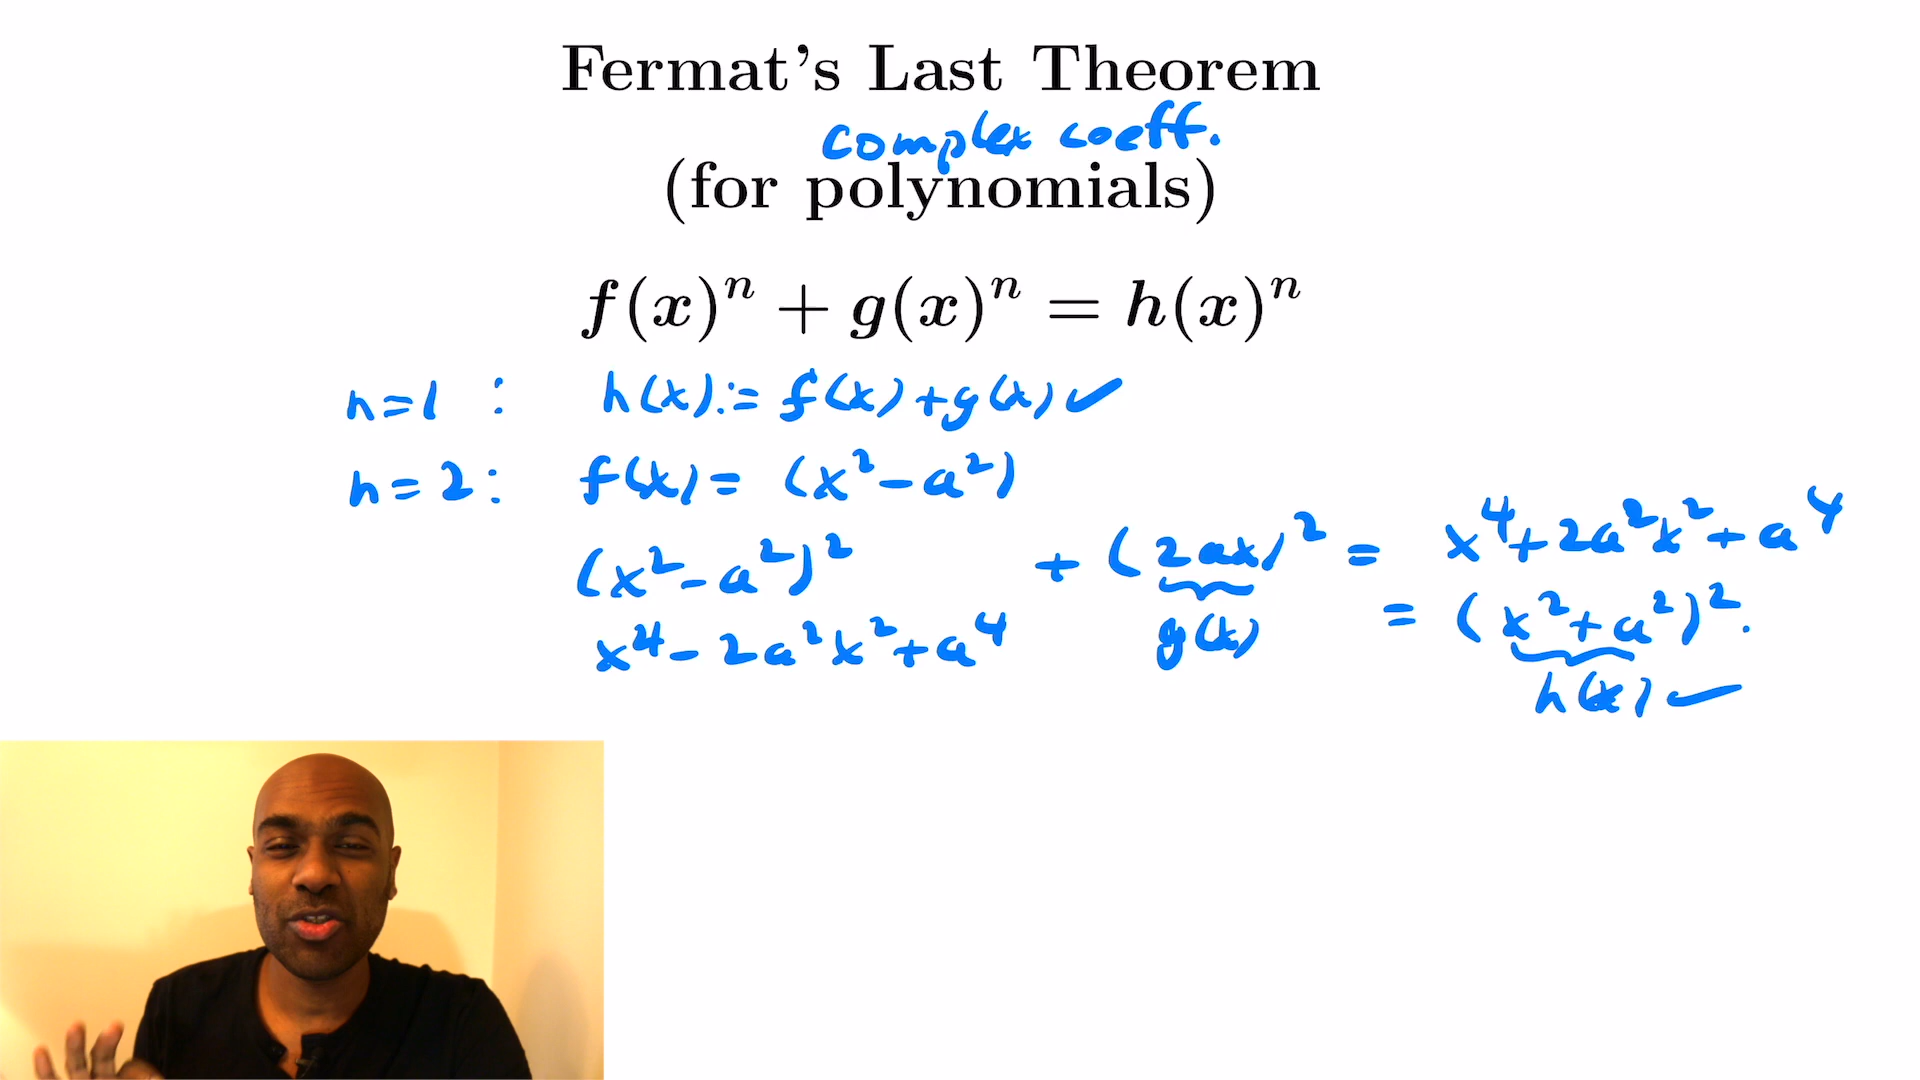 Fermat's Last Theorem
complex coeff.
(for polynomials)
f(x)ⁿ + g(x)ⁿ = h(x)ⁿ
n=1 : h(x) := f(x) + g(x) ✓
n=2 : f(x) = (x² - a²)
(x² - a²)² + (2ax)² = x⁴ + 2a²x² + a⁴
x⁴ - 2a²x² + a⁴ g(x) = (x² + a²)².
h(x) ✓